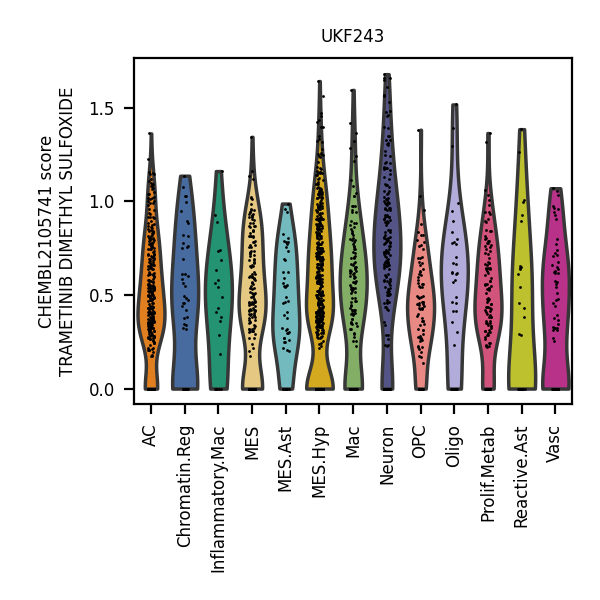 UKF243
CHEMBL2105741 score
TRAMETINIB DIMETHYL SULFOXIDE
1.5
1.0
0.5
0.0
AC
Chromatin.Reg
Inflammatory.Mac
MES
MES.Ast
MES.Hyp
Mac
Neuron
OPC
Oligo
Prolif.Metab
Reactive.Ast
Vasc